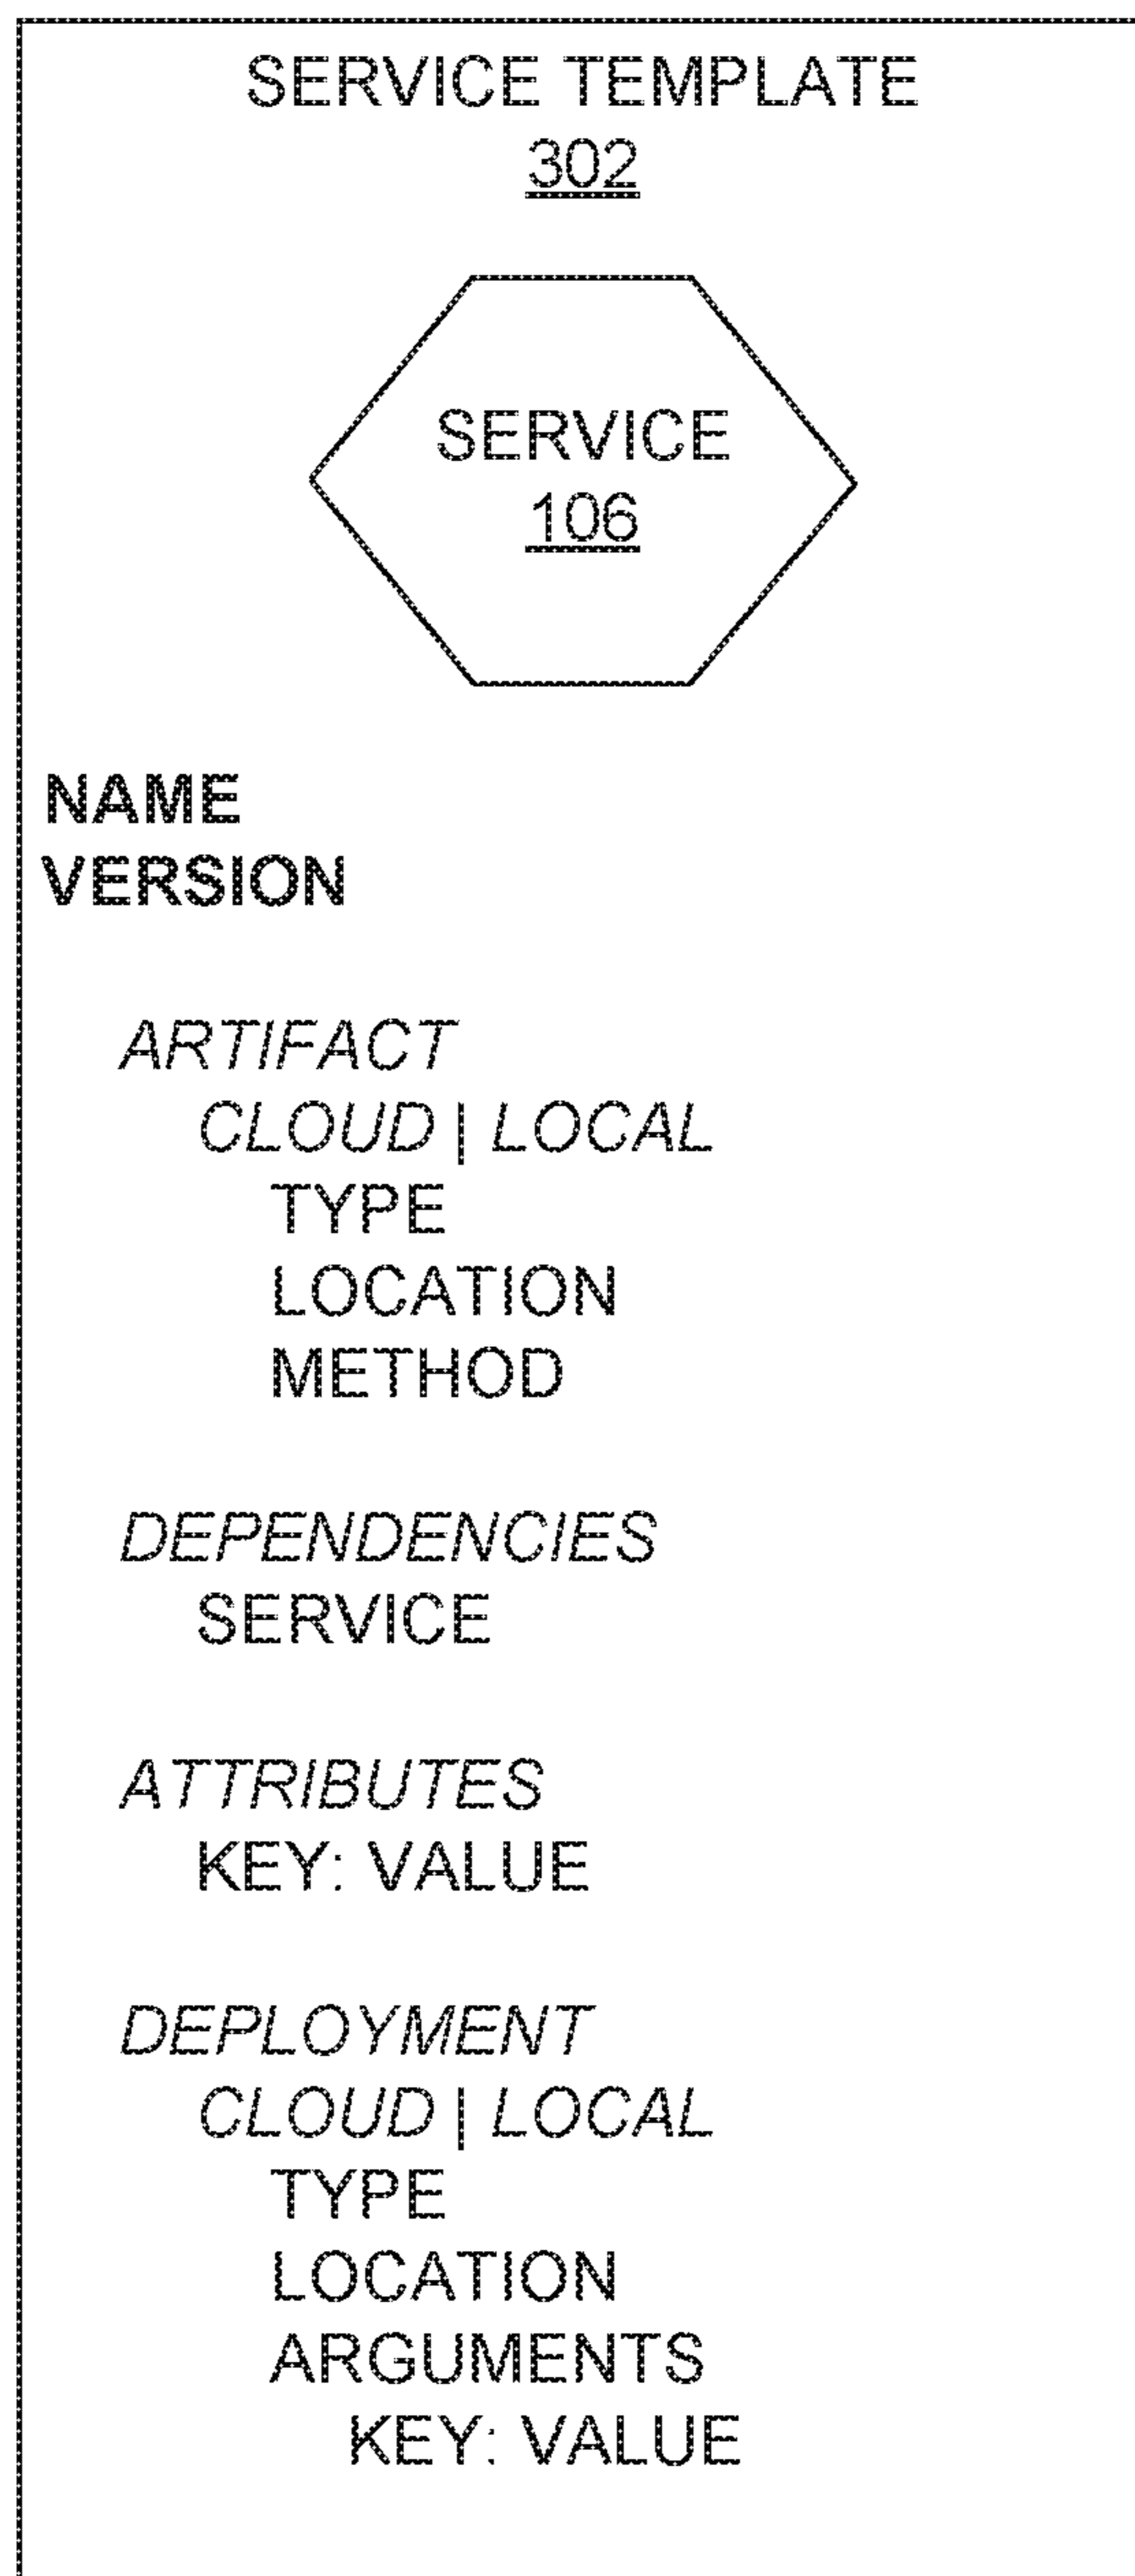 SERVICE TEMPLATE
302
SERVICE
106
NAME
VERSION
ARTIFACT
CLOUD | LOCAL
TYPE
LOCATION
METHOD
DEPENDENCIES
SERVICE
ATTRIBUTES
KEY: VALUE
DEPLOYMENT
CLOUD | LOCAL
TYPE
LOCATION
ARGUMENTS
KEY: VALUE